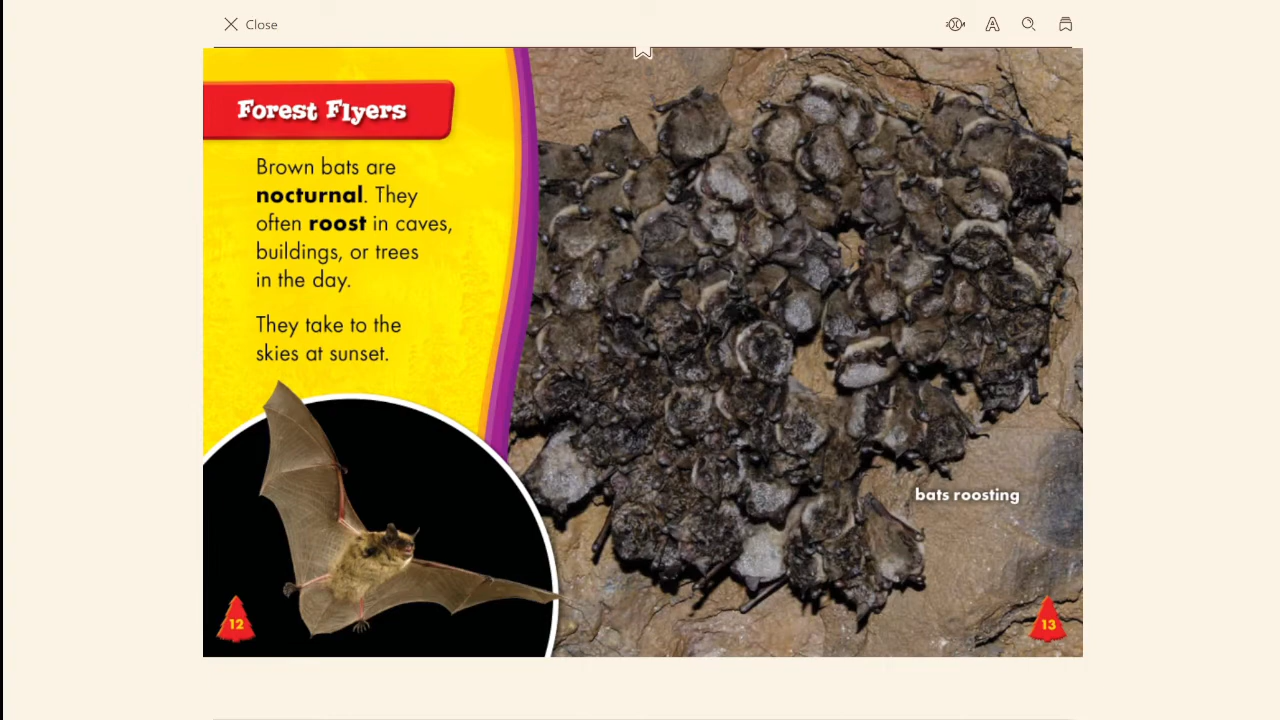 Close
Forest Flyers
Brown bats are
nocturnal. They
often roost in caves,
buildings, or trees
in the day.
They take to the
skies at sunset.
bats roosting
12
13